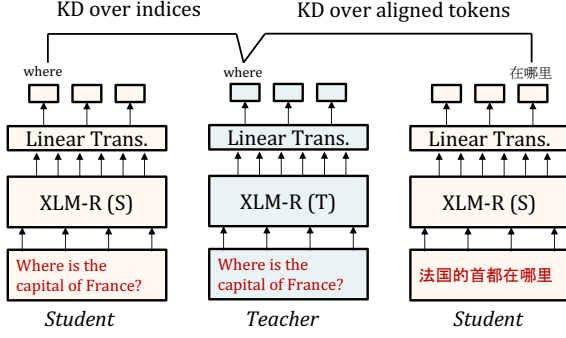 KD over indices KD over aligned tokens
where where 在哪里
Linear Trans. Linear Trans. Linear Trans.
XLM-R (S) XLM-R (T) XLM-R (S)
Where is the
capital of France?
Where is the
capital of France?
法国的首都在哪里
Student Teacher Student